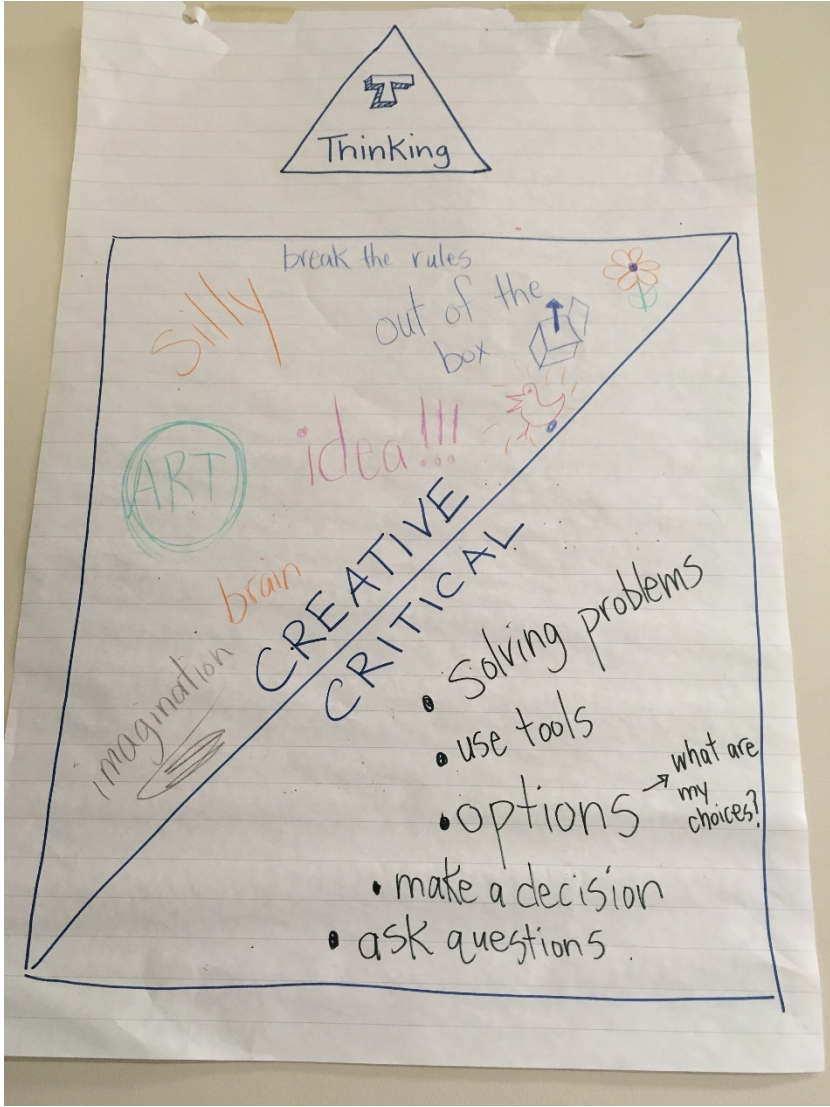 T
Thinking
break the rules
silly
out of the
box
idea!!!
ART
brain
imagination
CREATIVE
CRITICAL
• solving problems
• use tools
• options → what are
my
choices?
• make a decision
• ask questions.